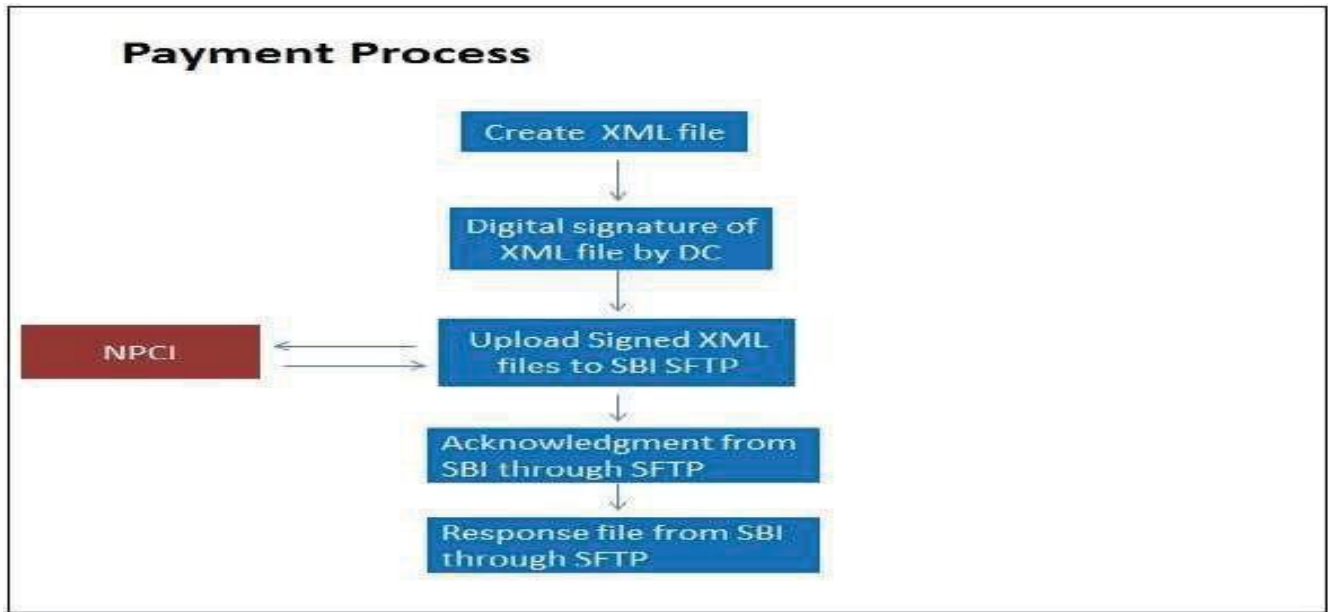 Payment Process
Create XML file
Digital signature of
XML file by DC
NPCI
Upload Signed XML
files to SBI SFTP
Acknowledgment from
SBI through SFTP
Response file from SBI
through SFTP